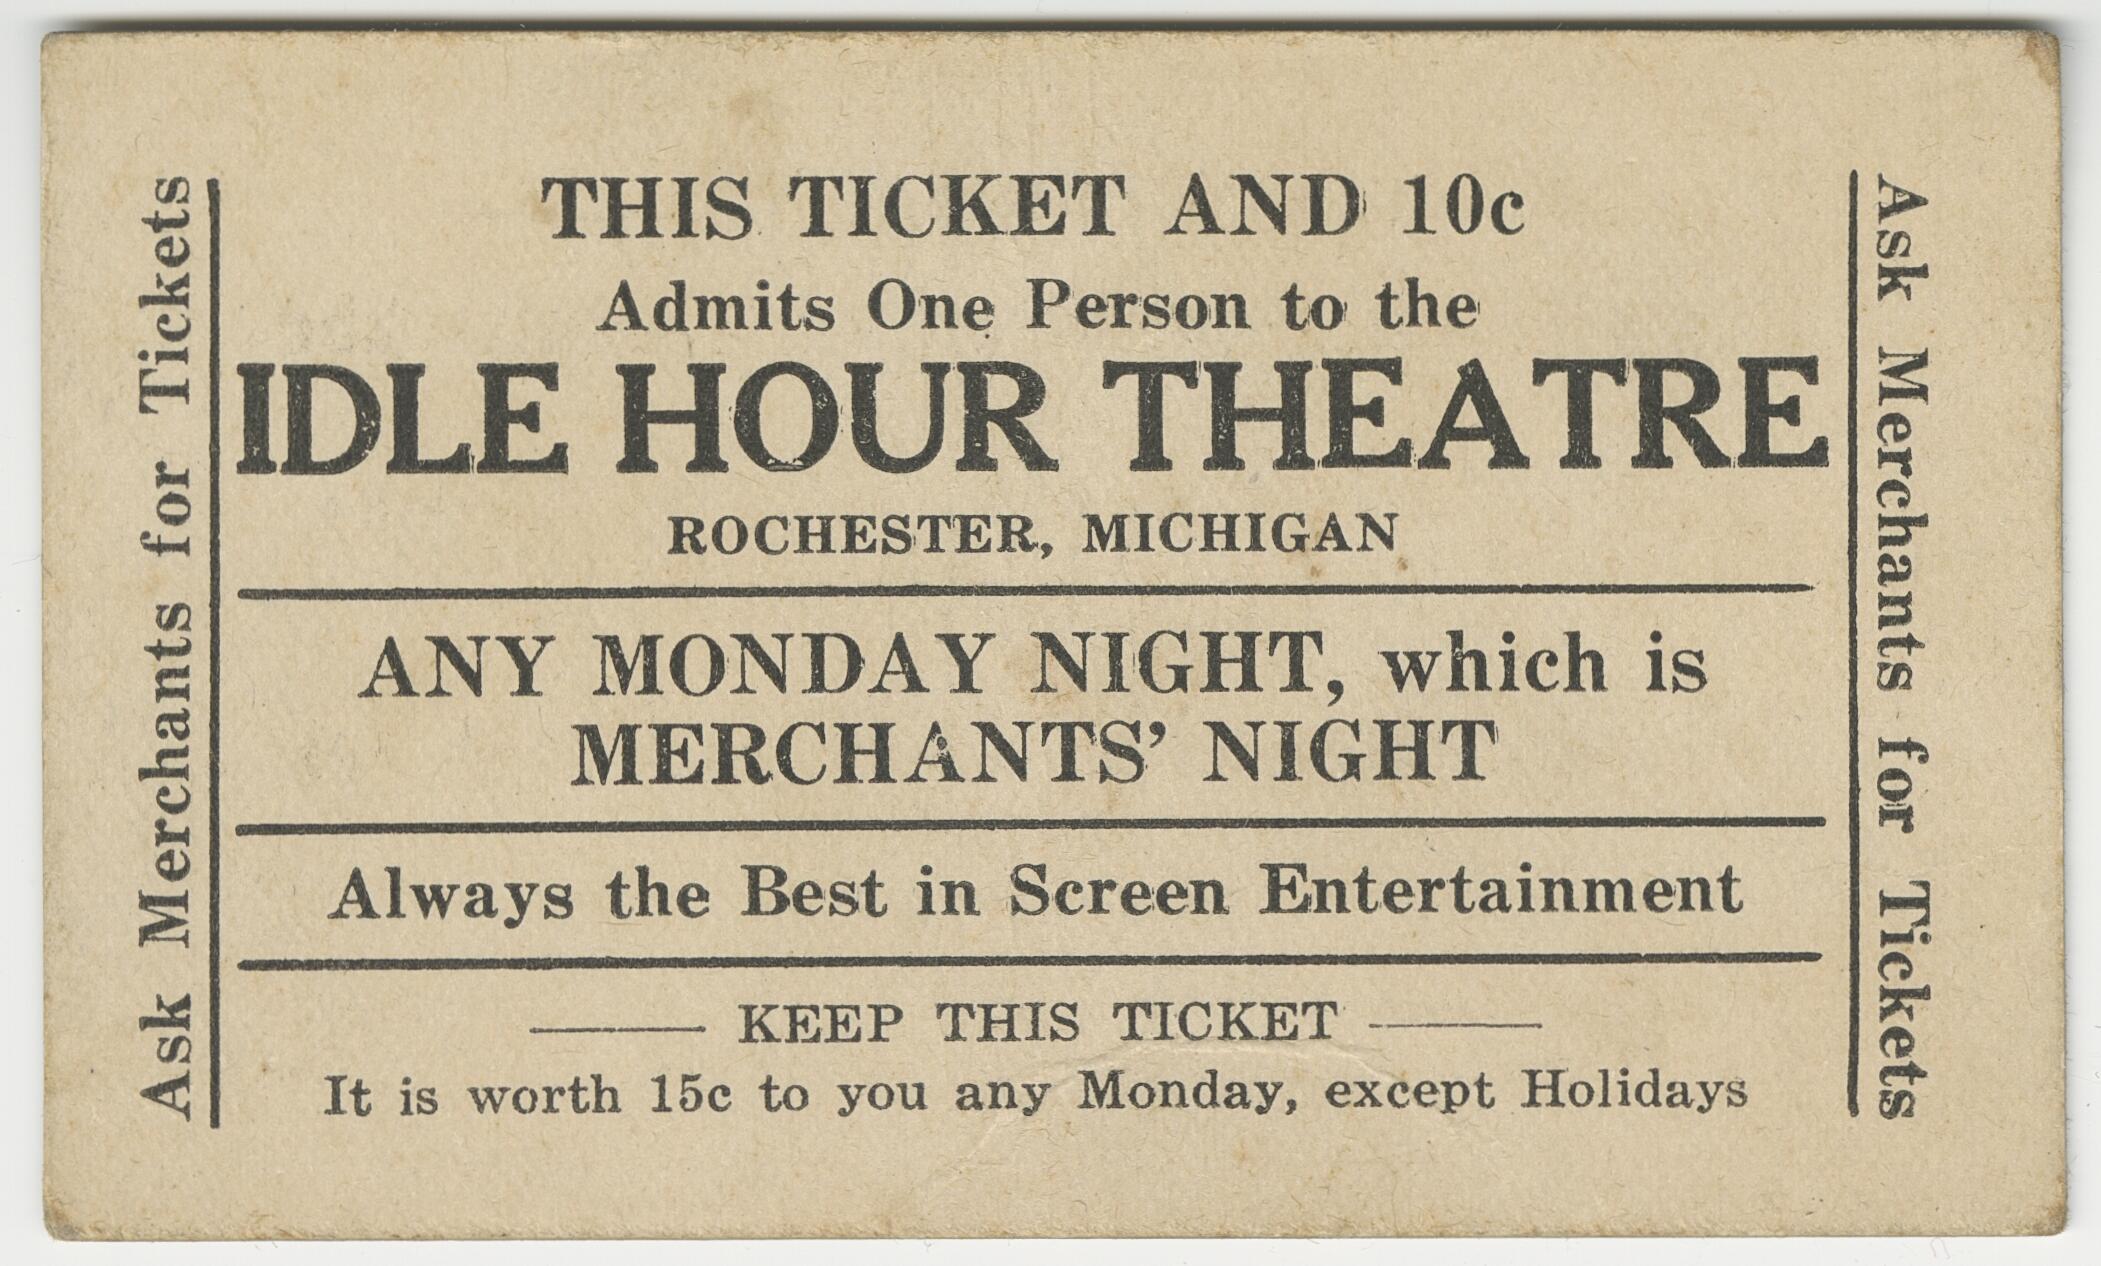 Ask Merchants for Tickets
THIS TICKET AND 10c
Admits One Person to the
IDLE HOUR THEATRE
ROCHESTER, MICHIGAN
ANY MONDAY NIGHT, which is
MERCHANTS' NIGHT
Always the Best in Screen Entertainment
KEEP THIS TICKET
It is worth 15c to you any Monday, except Holidays
Ask Merchants for Tickets